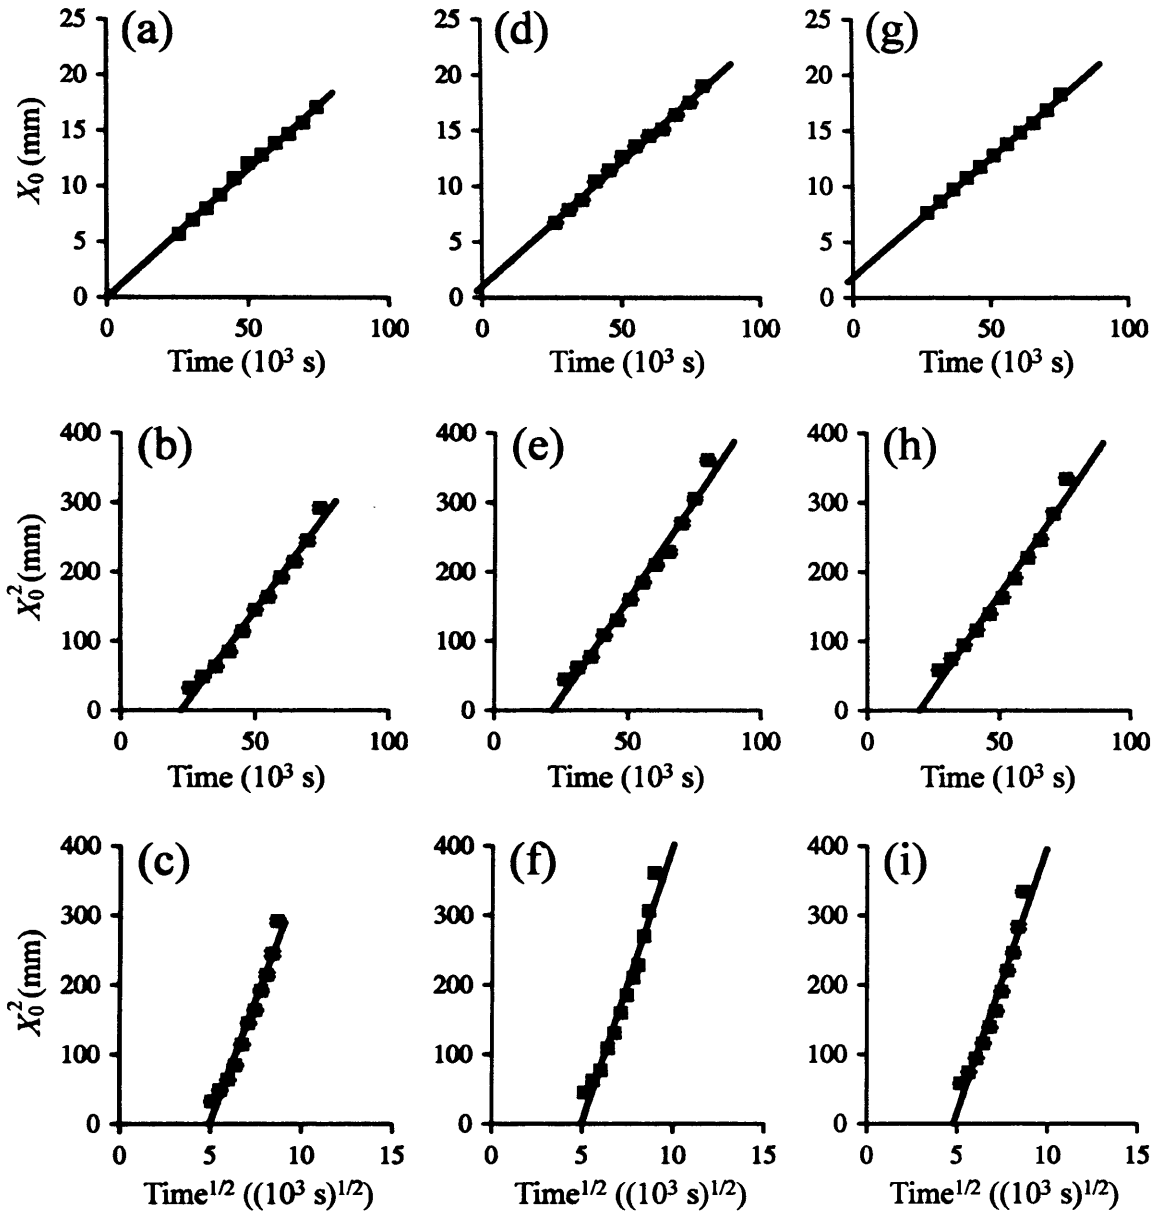 (a) (d) (g)
25 25 25
20 20 20
15 15 15
X₀ (mm)
10 10 10
5 5 5
0 0 0
0 50 100 0 50 100 0 50 100
Time (10³ s) Time (10³ s) Time (10³ s)
(b) (e) (h)
400 400 400
300 300 300
X₀² (mm)
200 200 200
100 100 100
0 0 0
0 50 100 0 50 100 0 50 100
Time (10³ s) Time (10³ s) Time (10³ s)
(c) (f) (i)
400 400 400
300 300 300
X₀² (mm)
200 200 200
100 100 100
0 0 0
0 5 10 15 0 5 10 15 0 5 10 15
Time¹/² ((10³ s)¹/²) Time¹/² ((10³ s)¹/²) Time¹/² ((10³ s)¹/²)